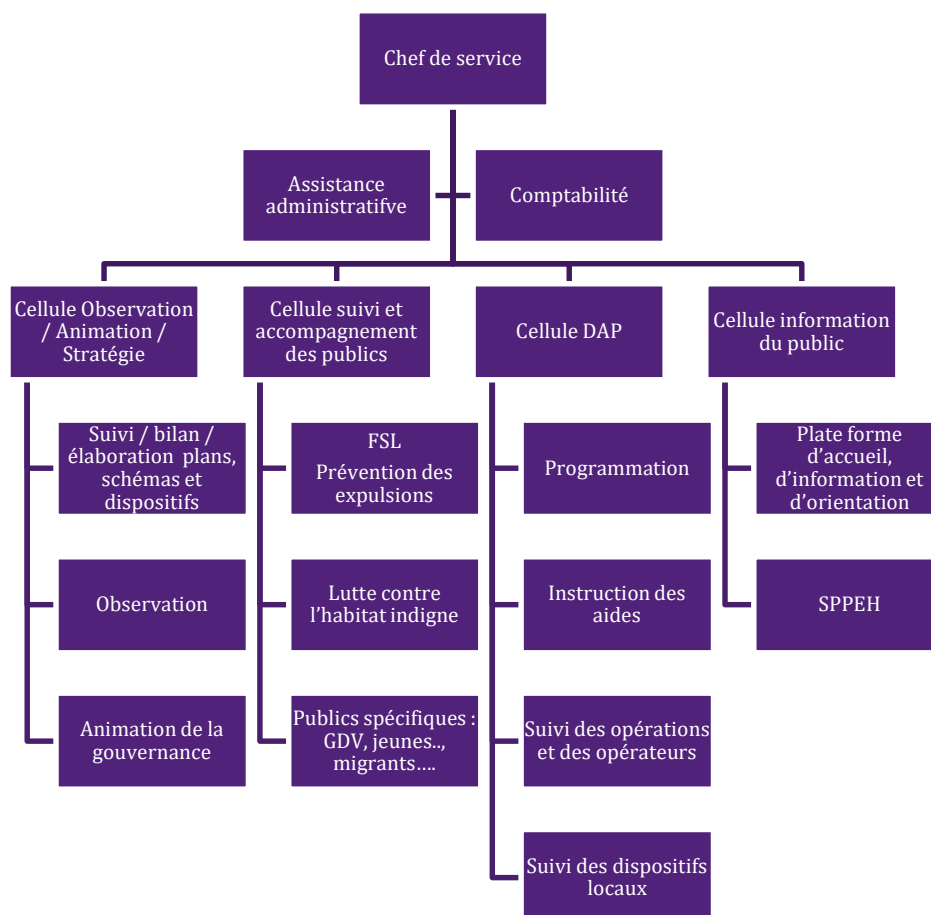 Chef de service
Assistance
administratifve
Comptabilité
Cellule Observation
/ Animation /
Stratégie
Cellule suivi et
accompagnement
des publics
Cellule DAP
Cellule information
du public
Suivi / bilan /
élaboration plans,
schémas et
dispositifs
FSL
Prévention des
expulsions
Programmation
Plate forme
d'accueil,
d'information et
d'orientation
Observation
Lutte contre
l'habitat indigne
Instruction des
aides
SPPEH
Animation de la
gouvernance
Publics spécifiques :
GDV, jeunes..,
migrants....
Suivi des opérations
et des opérateurs
Suivi des dispositifs
locaux